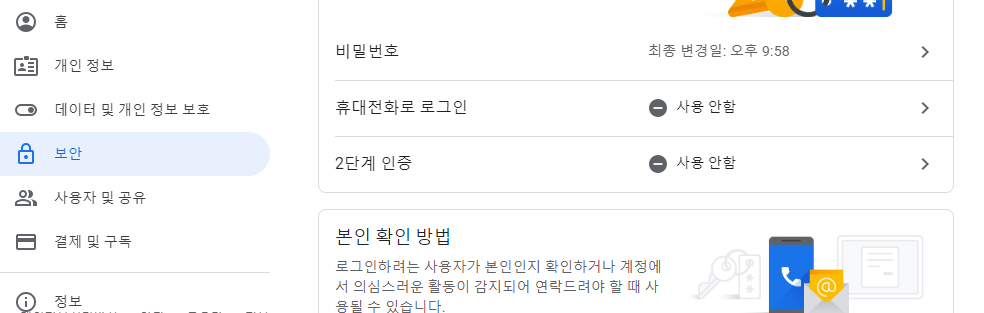 홈
개인 정보
데이터 및 개인 정보 보호
보안
사용자 및 공유
결제 및 구독
정보
비밀번호 최종 변경일: 오후 9:58
휴대전화로 로그인 사용 안함
2단계 인증 사용 안함
본인 확인 방법
로그인하려는 사용자가 본인인지 확인하거나 계정에
서 의심스러운 활동이 감지되어 연락드려야 할 때 사
용될 수 있습니다.